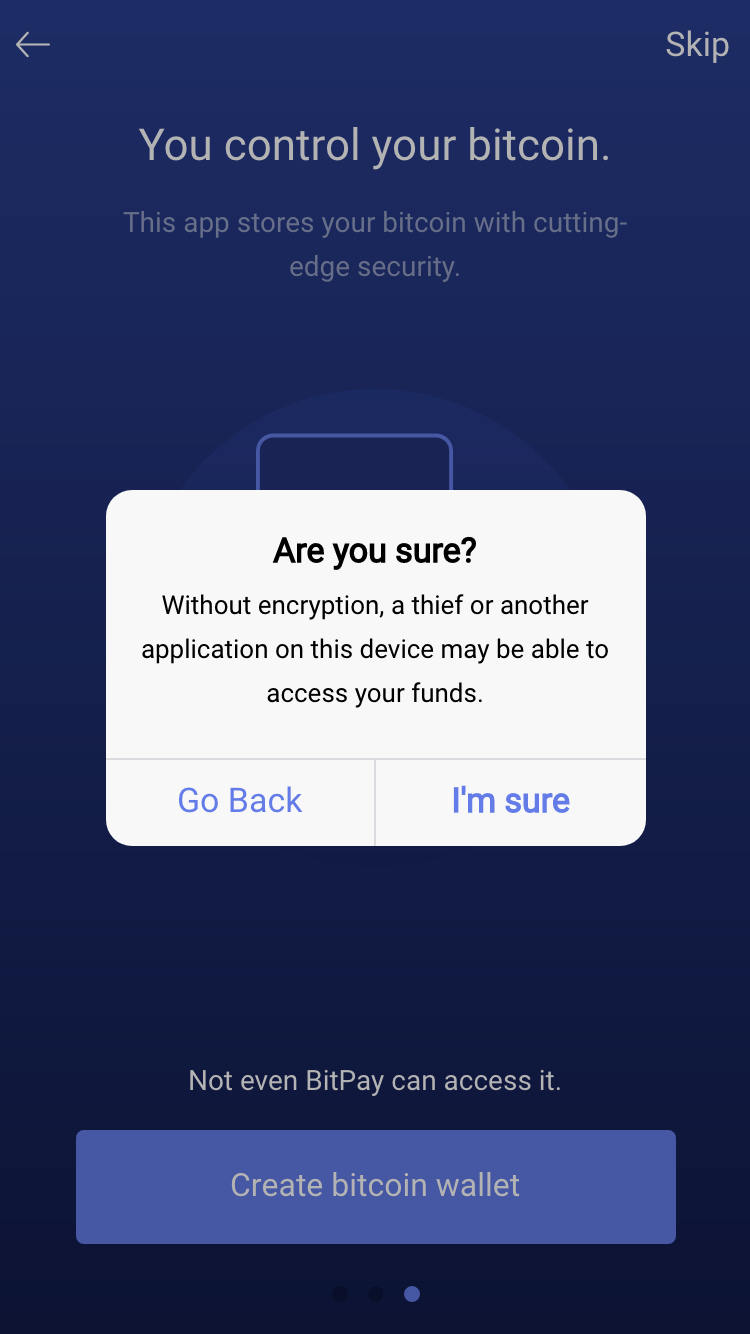 Skip
You control your bitcoin.
This app stores your bitcoin with cutting-
edge security.
Are you sure?
Without encryption, a thief or another
application on this device may be able to
access your funds.
Go Back
I'm sure
Not even BitPay can access it.
Create bitcoin wallet